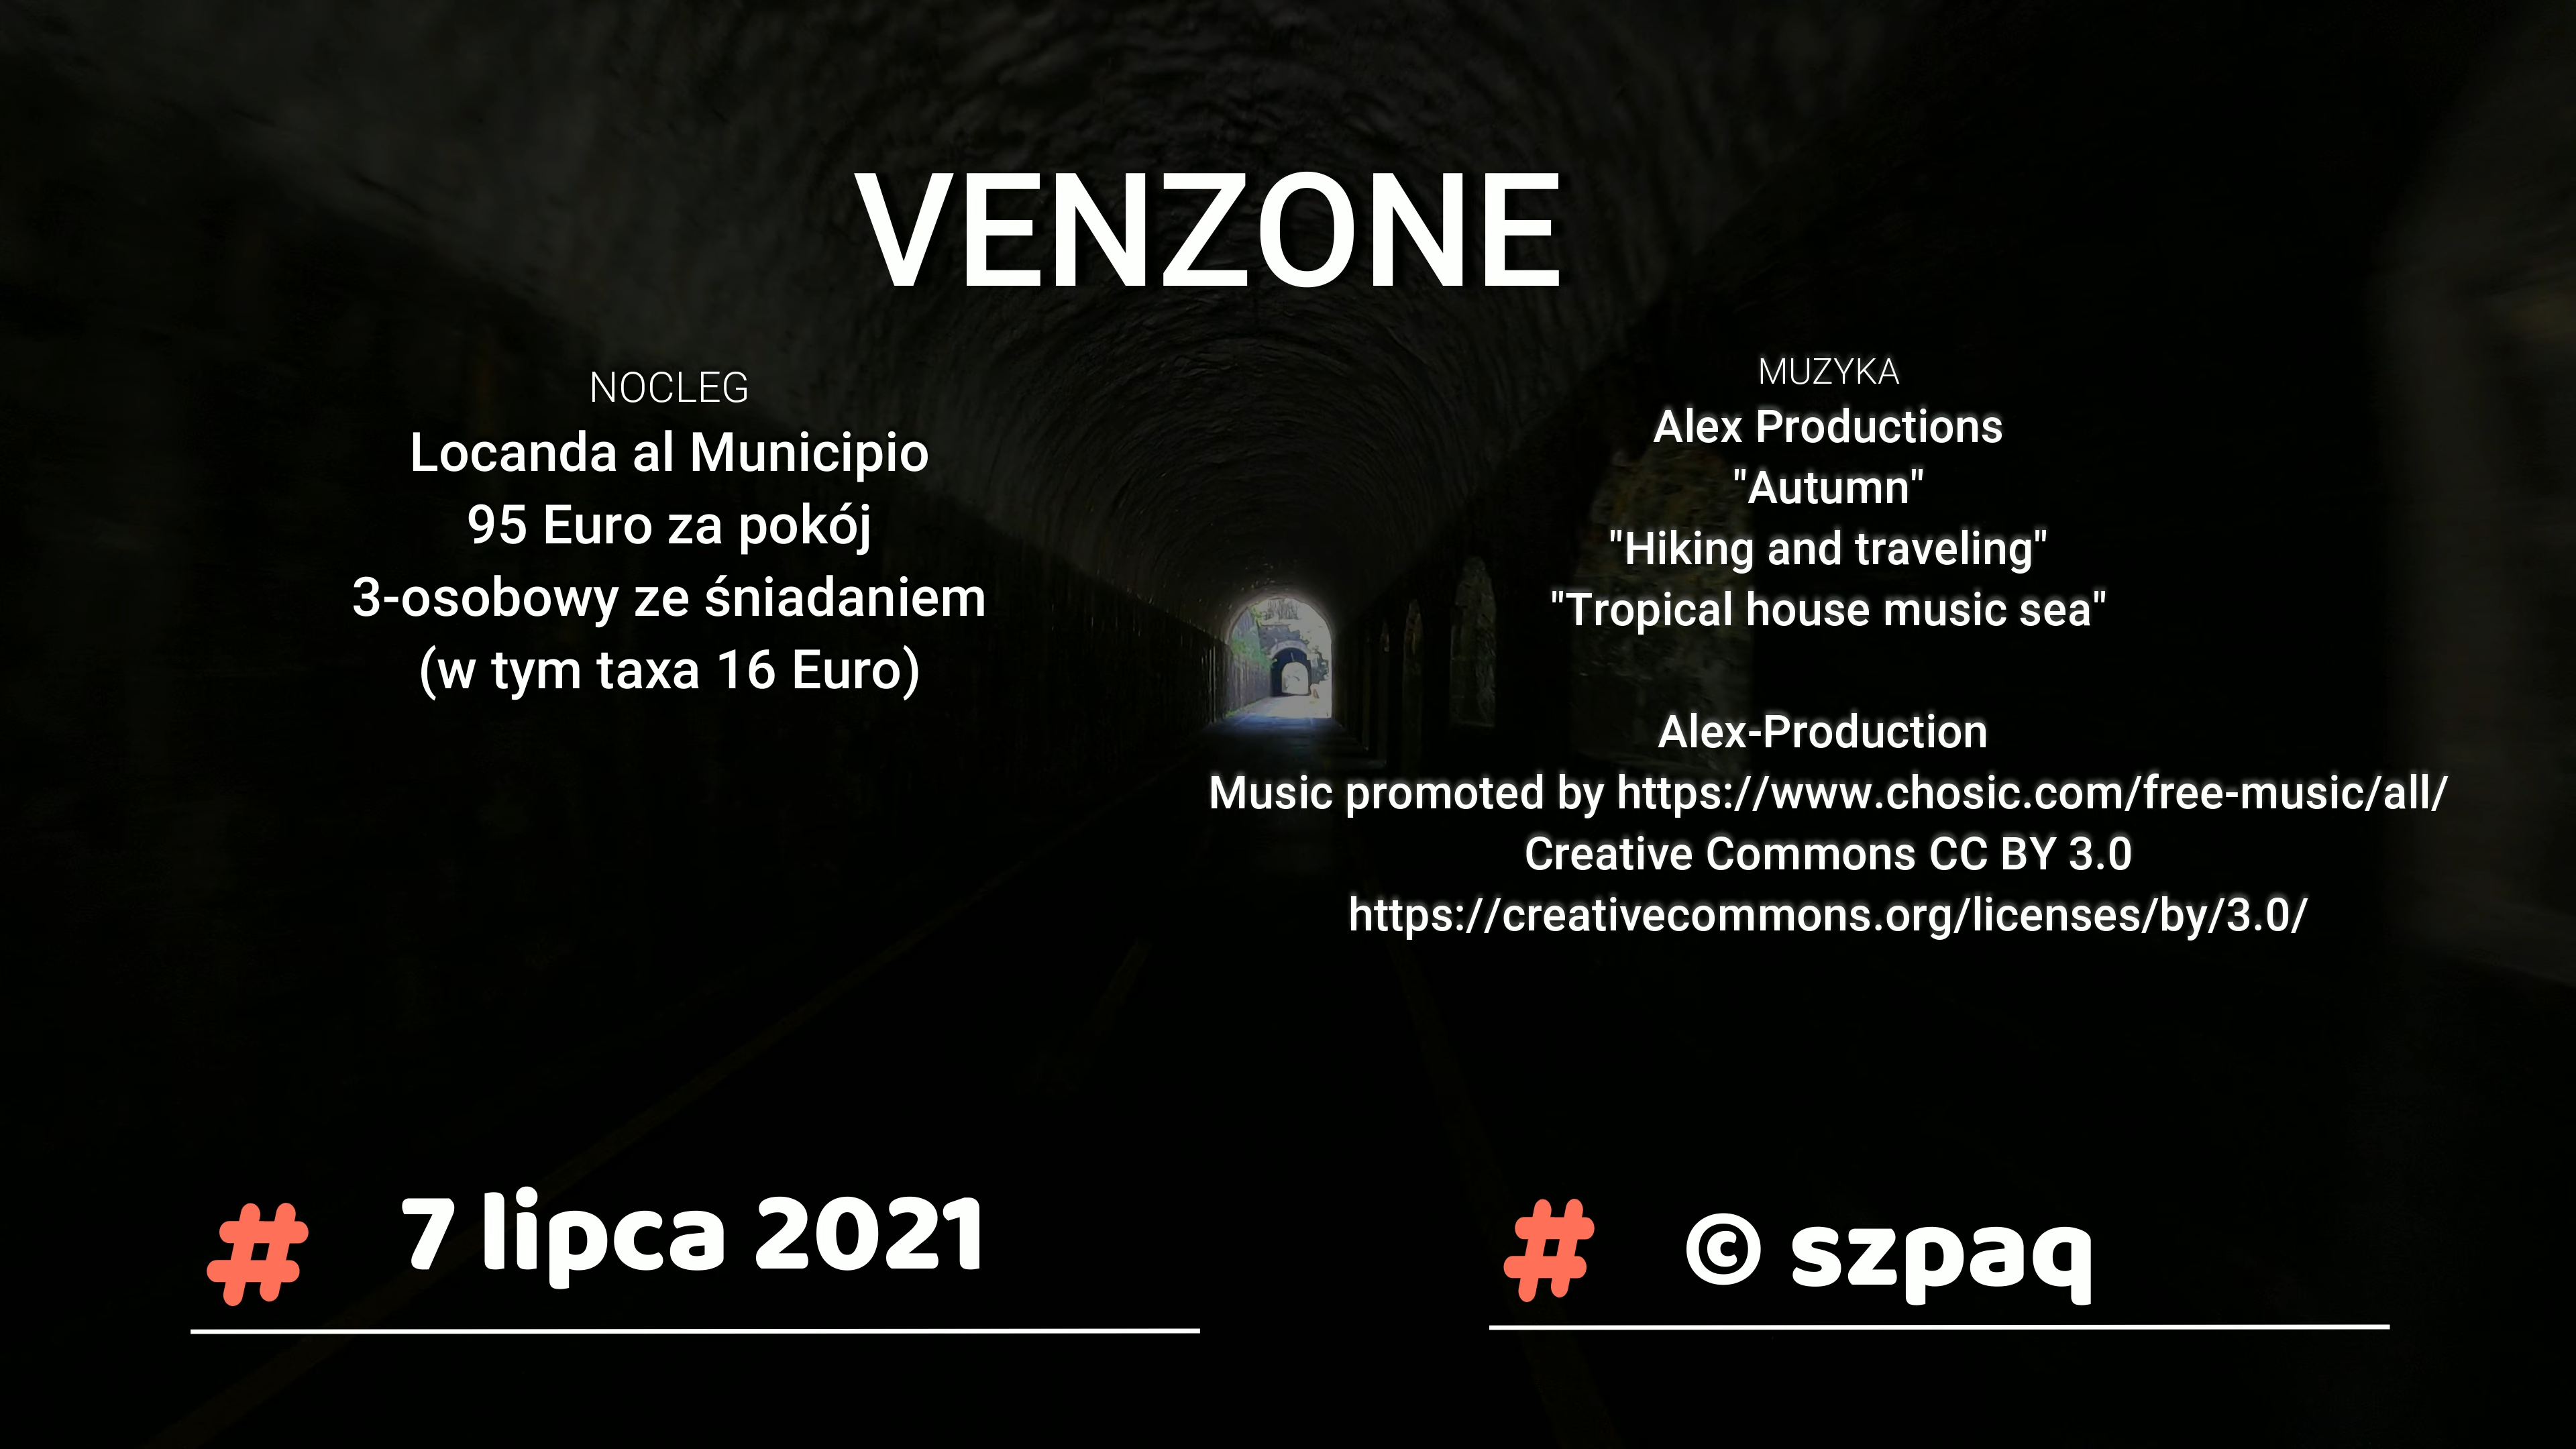 VENZONE
NOCLEG
Locanda al Municipio
95 Euro za pokój
3-osobowy ze śniadaniem
(w tym taxa 16 Euro)
MUZYKA
Alex Productions
"Autumn"
"Hiking and traveling"
"Tropical house music sea"
Alex-Production
Music promoted by https://www.chosic.com/free-music/all/
Creative Commons CC BY 3.0
https://creativecommons.org/licenses/by/3.0/
# 7 lipca 2021
# © szpaq